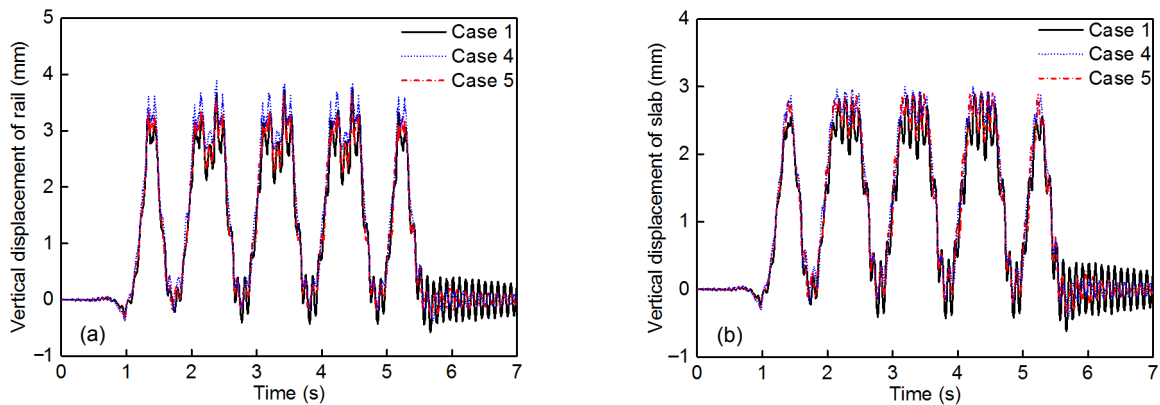 5
4
3
2
1
0
−1
Vertical displacement of rail (mm)
Case 1
Case 4
Case 5
(a)
0 1 2 3 4 5 6 7
Time (s)
4
3
2
1
0
−1
Vertical displacement of slab (mm)
Case 1
Case 4
Case 5
(b)
0 1 2 3 4 5 6 7
Time (s)